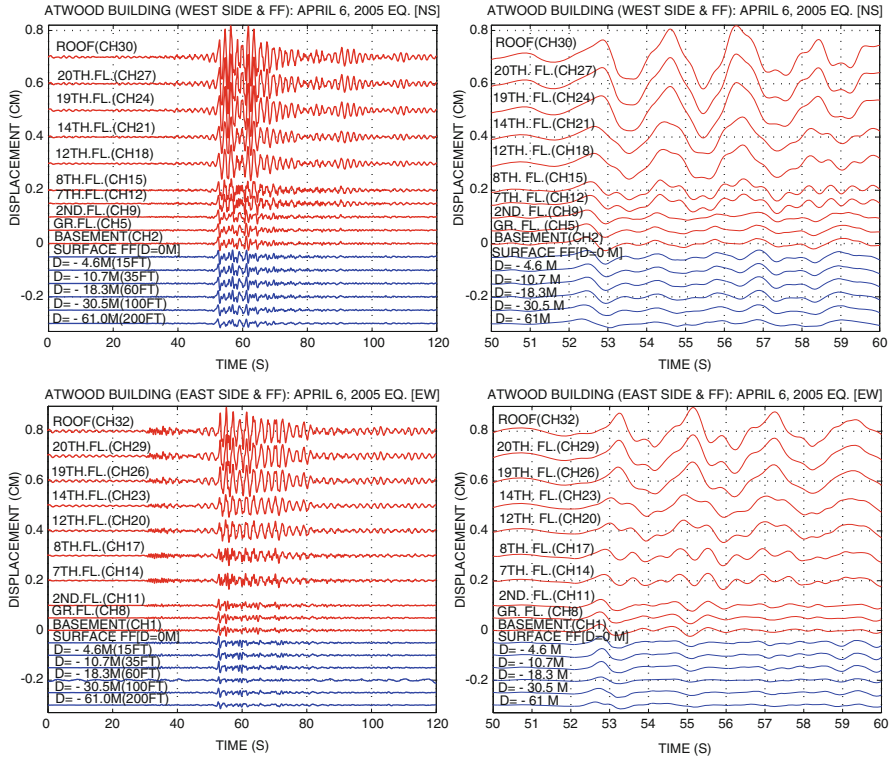 ATWOOD BUILDING (WEST SIDE & FF): APRIL 6, 2005 EQ. [NS]
DISPLACEMENT (CM)
0.8
0.6
0.4
0.2
0
-0.2
ROOF(CH30)
20TH.FL.(CH27)
19TH.FL.(CH24)
14TH.FL.(CH21)
12TH.FL.(CH18)
8TH.FL.(CH15)
7TH.FL.(CH12)
2ND.FL.(CH9)
GR.FL.(CH5)
BASEMENT(CH2)
SURFACE FF[D=0M]
D= - 4.6M(15FT)
D= - 10.7M(35FT)
D= - 18.3M(60FT)
D= - 30.5M(100FT)
D= - 61.0M(200FT)
0 20 40 60 80 100 120
TIME (S)
ATWOOD BUILDING (WEST SIDE & FF): APRIL 6, 2005 EQ. [NS]
DISPLACEMENT (CM)
0.8
0.6
0.4
0.2
0
-0.2
ROOF(CH30)
20TH. FL.(CH27)
19TH. FL.(CH24)
14TH FL.(CH21)
12TH. FL.(CH18)
8TH. FL.(CH15)
7TH. FL.(CH12)
2ND. FL.(CH9)
GR. FL.(CH5)
BASEMENT(CH2)
SURFACE FF[D=0 M]
D= - 4.6 M
D= -10.7 M
D= -18.3M
D= - 30.5 M
D= - 61M
50 51 52 53 54 55 56 57 58 59 60
TIME (S)
ATWOOD BUILDING (EAST SIDE & FF): APRIL 6, 2005 EQ. [EW]
DISPLACEMENT (CM)
0.8
0.6
0.4
0.2
0
-0.2
ROOF(CH32)
20TH.FL.(CH29)
19TH.FL.(CH26)
14TH.FL.(CH23)
12TH.FL.(CH20)
8TH.FL.(CH17)
7TH.FL.(CH14)
2ND.FL.(CH11)
GR.FL.(CH8)
BASEMENT(CH1)
SURFACE FF[D=0M]
D= - 4.6M(15FT)
D= - 10.7M(35FT)
D= - 18.3M(60FT)
D= - 30.5M(100FT)
D= - 61.0M(200FT)
0 20 40 60 80 100 120
TIME (S)
ATWOOD BUILDING (EAST SIDE & FF): APRIL 6, 2005 EQ. [EW]
DISPLACEMENT (CM)
0.8
0.6
0.4
0.2
0
-0.2
ROOF(CH32)
20TH. FL.(CH29)
19TH. FL.(CH26)
14TH. FL.(CH23)
12TH. FL.(CH20)
8TH. FL.(CH17)
7TH. FL.(CH14)
2ND. FL.(CH11)
GR. FL.(CH8)
BASEMENT(CH1)
SURFACE FF[D=0 M]
D= - 4.6 M
D= - 10.7M
D= - 18.3 M
D= - 30.5 M
D= - 61 M
50 51 52 53 54 55 56 57 58 59 60
TIME (S)